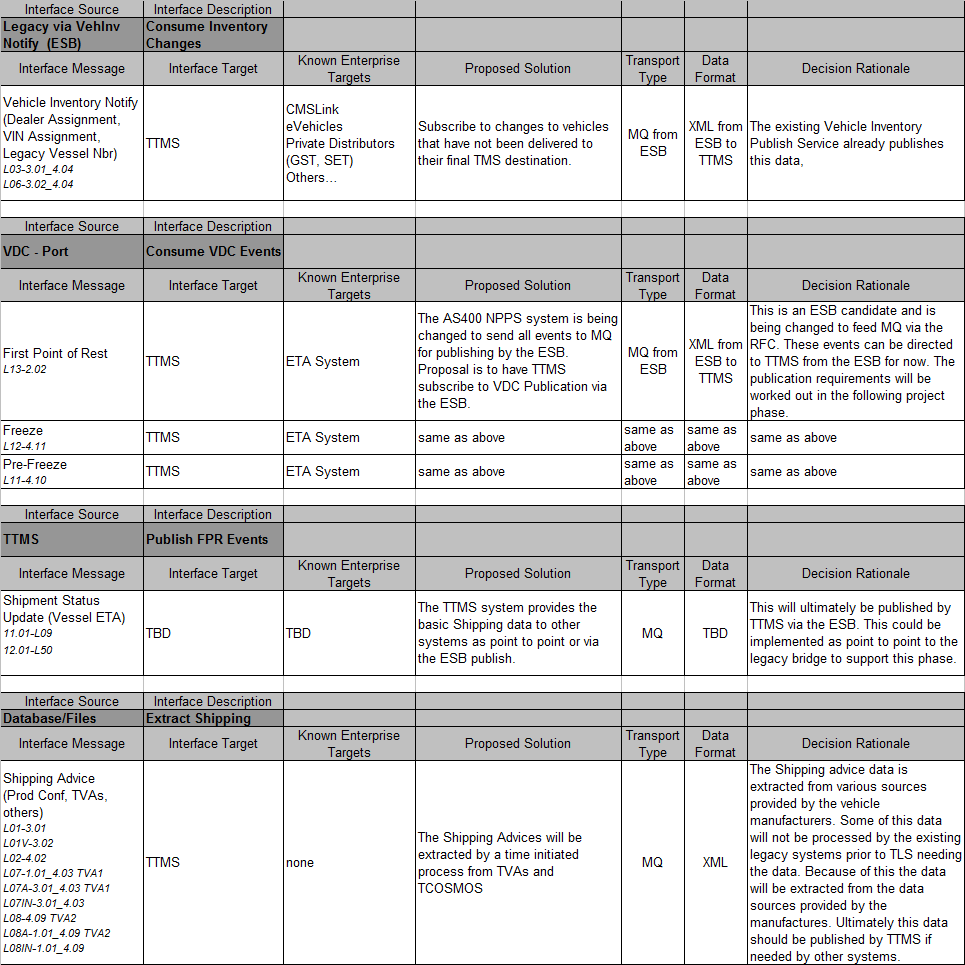 Interface Source Interface Description
Legacy via VehInv Notify (ESB) Consume Inventory Changes
Interface Message Interface Target Known Enterprise Targets Proposed Solution Transport Type Data Format Decision Rationale
Vehicle Inventory Notify
(Dealer Assignment,
VIN Assignment,
Legacy Vessel Nbr)
L03-3.01_4.04
L06-3.02_4.04
TTMS
CMSLink
eVehicles
Private Distributors
(GST, SET)
Others...
Subscribe to changes to vehicles
that have not been delivered to
their final TMS destination.
MQ from
ESB
XML from
ESB to
TTMS
The existing Vehicle Inventory
Publish Service already publishes
this data,
Interface Source Interface Description
VDC - Port Consume VDC Events
Interface Message Interface Target Known Enterprise Targets Proposed Solution Transport Type Data Format Decision Rationale
First Point of Rest
L13-2.02
TTMS
ETA System
The AS400 NPPS system is being
changed to send all events to MQ
for publishing by the ESB.
Proposal is to have TTMS
subscribe to VDC Publication via
the ESB.
MQ from
ESB
XML from
ESB to
TTMS
This is an ESB candidate and is
being changed to feed MQ via the
RFC. These events can be directed
to TTMS from the ESB for now. The
publication requirements will be
worked out in the following project
phase.
Freeze
L12-4.11
TTMS
ETA System
same as above
same as
above
same as
above
same as above
Pre-Freeze
L11-4.10
TTMS
ETA System
same as above
same as
above
same as
above
same as above
Interface Source Interface Description
TTMS Publish FPR Events
Interface Message Interface Target Known Enterprise Targets Proposed Solution Transport Type Data Format Decision Rationale
Shipment Status
Update (Vessel ETA)
11.01-L09
12.01-L50
TBD
TBD
The TTMS system provides the
basic Shipping data to other
systems as point to point or via
the ESB publish.
MQ
TBD
This will ultimately be published by
TTMS via the ESB. This could be
implemented as point to point to the
legacy bridge to support this phase.
Interface Source Interface Description
Database/Files Extract Shipping
Interface Message Interface Target Known Enterprise Targets Proposed Solution Transport Type Data Format Decision Rationale
Shipping Advice
(Prod Conf, TVAs,
others)
L01-3.01
L01V-3.02
L02-4.02
L07-1.01_4.03 TVA1
L07A-3.01_4.03 TVA1
L07IN-3.01_4.03
L08-4.09 TVA2
L08A-1.01_4.09 TVA2
L08IN-1.01_4.09
TTMS
none
The Shipping Advices will be
extracted by a time initiated
process from TVAs and
TCOSMOS
MQ
XML
The Shipping advice data is
extracted from various sources
provided by the vehicle
manufacturers. Some of this data
will not be processed by the existing
legacy systems prior to TLS needing
the data. Because of this the data
will be extracted from the data
sources provided by the
manufactures. Ultimately this data
should be published by TTMS if
needed by other systems.